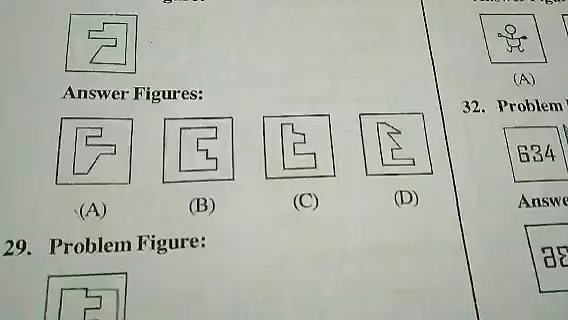 Answer Figures:
(A) (B) (C) (D)
29. Problem Figure:
(A)
32. Problem
634
Answe